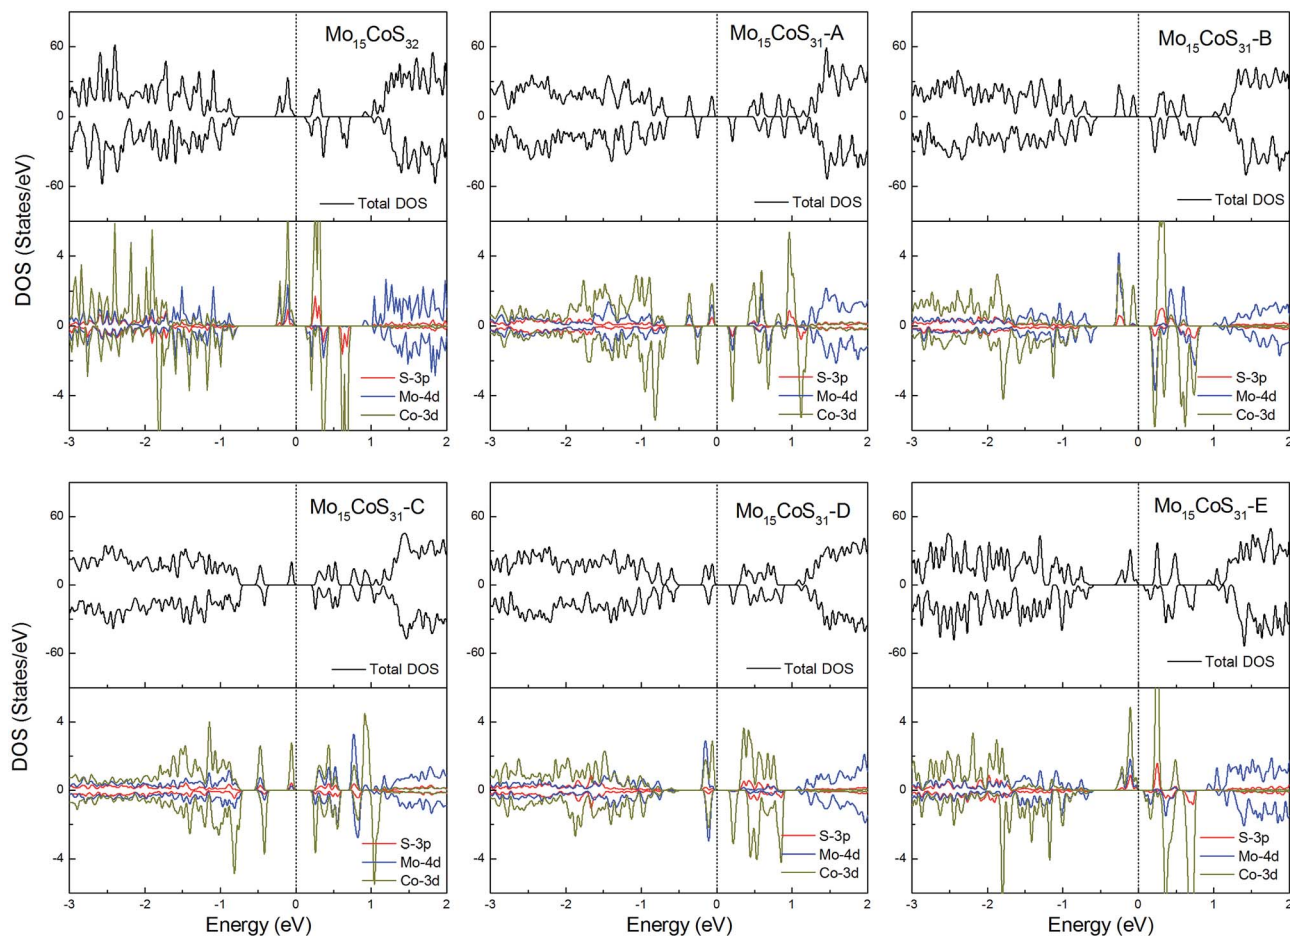 Mo15CoS32
60
0
-60
Total DOS
DOS (States/eV)
4
0
-4
S-3p
Mo-4d
Co-3d
-3 -2 -1 0 1 2
Mo15CoS31-A
Total DOS
S-3p
Mo-4d
Co-3d
-3 -2 -1 0 1 2
Mo15CoS31-B
60
0
-60
Total DOS
4
0
-4
S-3p
Mo-4d
Co-3d
-3 -2 -1 0 1 2
Mo15CoS31-C
60
0
-60
Total DOS
DOS (States/eV)
4
0
-4
S-3p
Mo-4d
Co-3d
-3 -2 -1 0 1 2
Energy (eV)
Mo15CoS31-D
60
0
-60
Total DOS
4
0
-4
S-3p
Mo-4d
Co-3d
-3 -2 -1 0 1 2
Energy (eV)
Mo15CoS31-E
60
0
-60
Total DOS
4
0
-4
S-3p
Mo-4d
Co-3d
-3 -2 -1 0 1 2
Energy (eV)